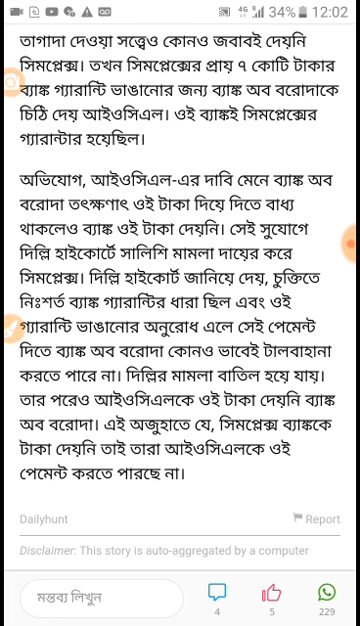 4G 34% 12:02
তাগাদা দেওয়া সত্ত্বেও কোনও জবাবই দেয়নি
সিমপ্লেক্স। তখন সিমপ্লেক্সের প্রায় ৭ কোটি টাকার
ব্যাঙ্ক গ্যারান্টি ভাঙানোর জন্য ব্যাঙ্ক অব বরোদাকে
চিঠি দেয় আইওসিএল। ওই ব্যাঙ্কই সিমপ্লেক্সের
গ্যারান্টার হয়েছিল।
অভিযোগ, আইওসিএল-এর দাবি মেনে ব্যাঙ্ক অব
বরোদা তৎক্ষণাৎ ওই টাকা দিয়ে দিতে বাধ্য
থাকলেও ব্যাঙ্ক ওই টাকা দেয়নি। সেই সুযোগে
দিল্লি হাইকোর্টে সালিশি মামলা দায়ের করে
সিমপ্লেক্স। দিল্লি হাইকোর্ট জানিয়ে দেয়, চুক্তিতে
নিঃশর্ত ব্যাঙ্ক গ্যারান্টির ধারা ছিল এবং ওই
গ্যারান্টি ভাঙানোর অনুরোধ এলে সেই পেমেন্ট
দিতে ব্যাঙ্ক অব বরোদা কোনও ভাবেই টালবাহানা
করতে পারে না। দিল্লির মামলা বাতিল হয়ে যায়।
তার পরেও আইওসিএলকে ওই টাকা দেয়নি ব্যাঙ্ক
অব বরোদা। এই অজুহাতে যে, সিমপ্লেক্স ব্যাঙ্ককে
টাকা দেয়নি তাই তারা আইওসিএলকে ওই
পেমেন্ট করতে পারছে না।
Dailyhunt Report
Disclaimer: This story is auto-aggregated by a computer
মন্তব্য লিখুন 4 5 229